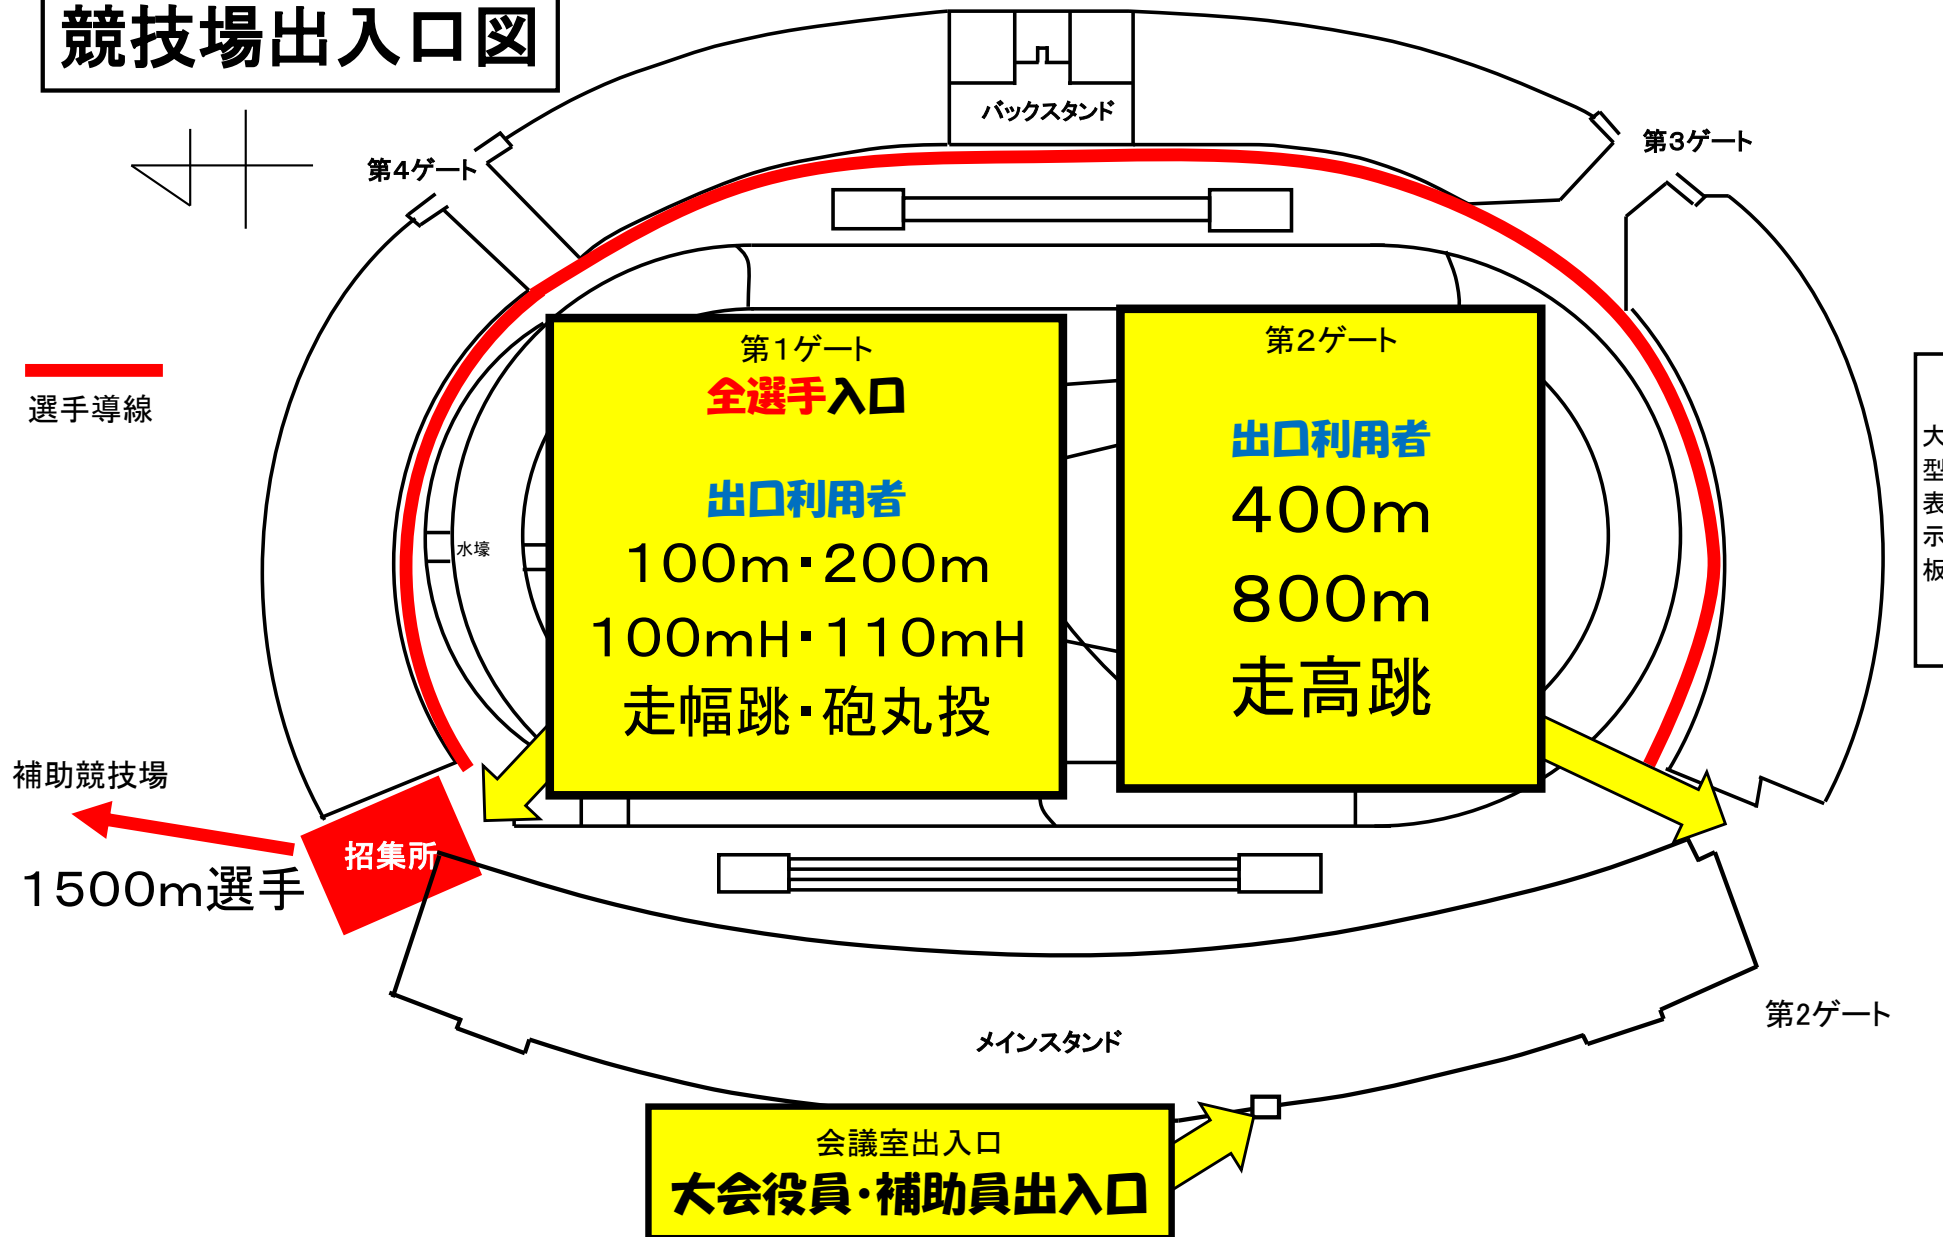 競技場出入口図
バックスタンド
第3ゲート
第4ゲート
選手導線
第1ゲート
全選手入口
出口利用者
100m・200m
100mH・110mH
走幅跳・砲丸投
第2ゲート
出口利用者
400m
800m
走高跳
大型表示板
水壕
補助競技場
招集所
1500m選手
第2ゲート
メインスタンド
会議室出入口
大会役員・補助員出入口